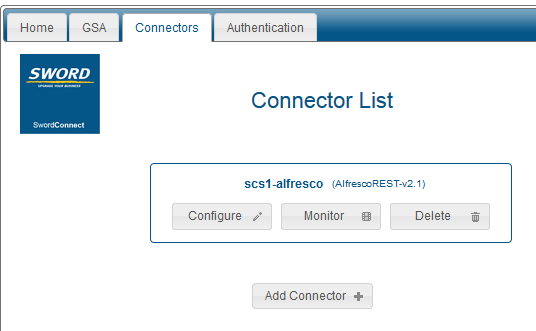 Home GSA Connectors Authentication
SWORD
UPGRADE YOUR BUSINESS
SwordConnect
Connector List
scs1-alfresco (AlfrescoREST-v2.1)
Configure Monitor Delete
Add Connector